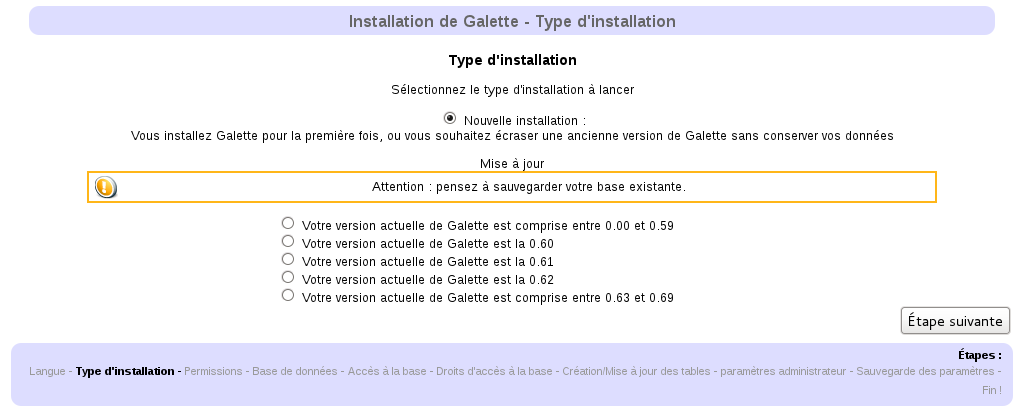 Installation de Galette - Type d'installation
Type d'installation
Sélectionnez le type d'installation à lancer
Nouvelle installation :
Vous installez Galette pour la première fois, ou vous souhaitez écraser une ancienne version de Galette sans conserver vos données
Mise à jour
Attention : pensez à sauvegarder votre base existante.
Votre version actuelle de Galette est comprise entre 0.00 et 0.59
Votre version actuelle de Galette est la 0.60
Votre version actuelle de Galette est la 0.61
Votre version actuelle de Galette est la 0.62
Votre version actuelle de Galette est comprise entre 0.63 et 0.69
Étape suivante
Étapes :
Langue - Type d'installation - Permissions - Base de données - Accés à la base - Droits d'accés à la base - Création/Mise à jour des tables - paramètres administrateur - Sauvegarde des paramètres -
Fin !